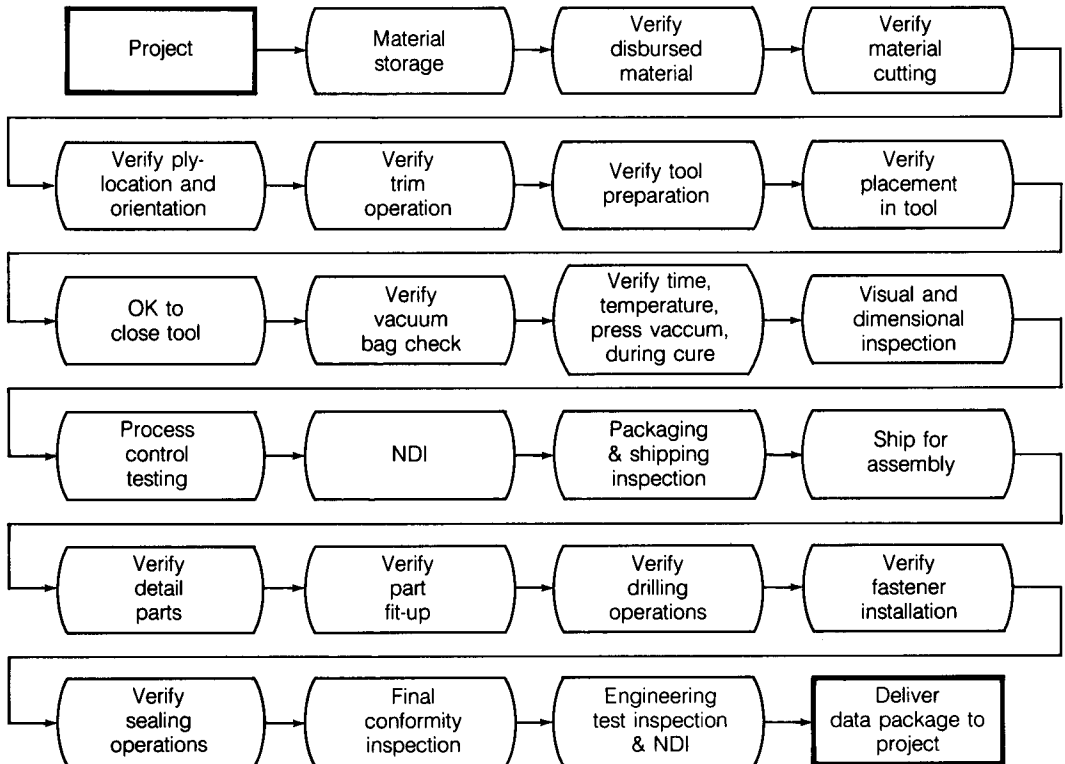 Project
Material
storage
Verify
disbursed
material
Verify
material
cutting
Verify ply-
location and
orientation
Verify
trim
operation
Verify tool
preparation
Verify
placement
in tool
OK to
close tool
Verify
vacuum
bag check
Verify time,
temperature,
press vaccum,
during cure
Visual and
dimensional
inspection
Process
control
testing
NDI
Packaging
& shipping
inspection
Ship for
assembly
Verify
detail
parts
Verify
part
fit-up
Verify
drilling
operations
Verify
fastener
installation
Verify
sealing
operations
Final
conformity
inspection
Engineering
test inspection
& NDI
Deliver
data package to
project